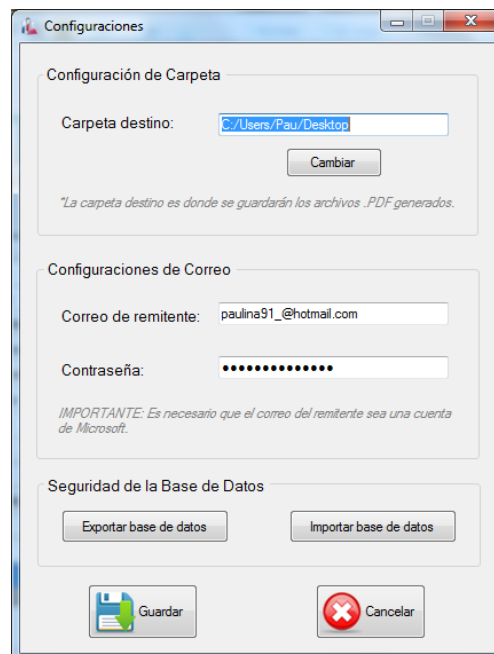 Configuraciones
Configuración de Carpeta
Carpeta destino: C:/Users/Pau/Desktop
Cambiar
*La carpeta destino es donde se guardarán los archivos .PDF generados.
Configuraciones de Correo
Correo de remitente: paulina91_@hotmail.com
Contraseña: ●●●●●●●●●●●●●●
IMPORTANTE: Es necesario que el correo del remitente sea una cuenta
de Microsoft.
Seguridad de la Base de Datos
Exportar base de datos Importar base de datos
Guardar Cancelar